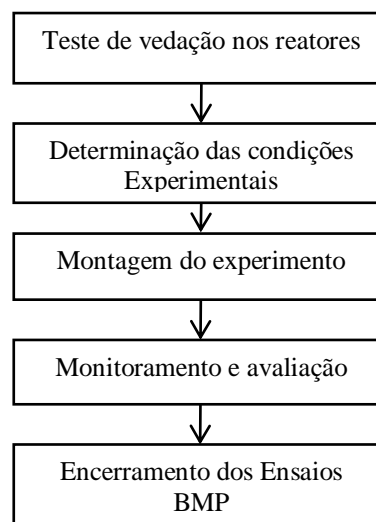 Teste de vedação nos reatores
Determinação das condições
Experimentais
Montagem do experimento
Monitoramento e avaliação
Encerramento dos Ensaios
BMP